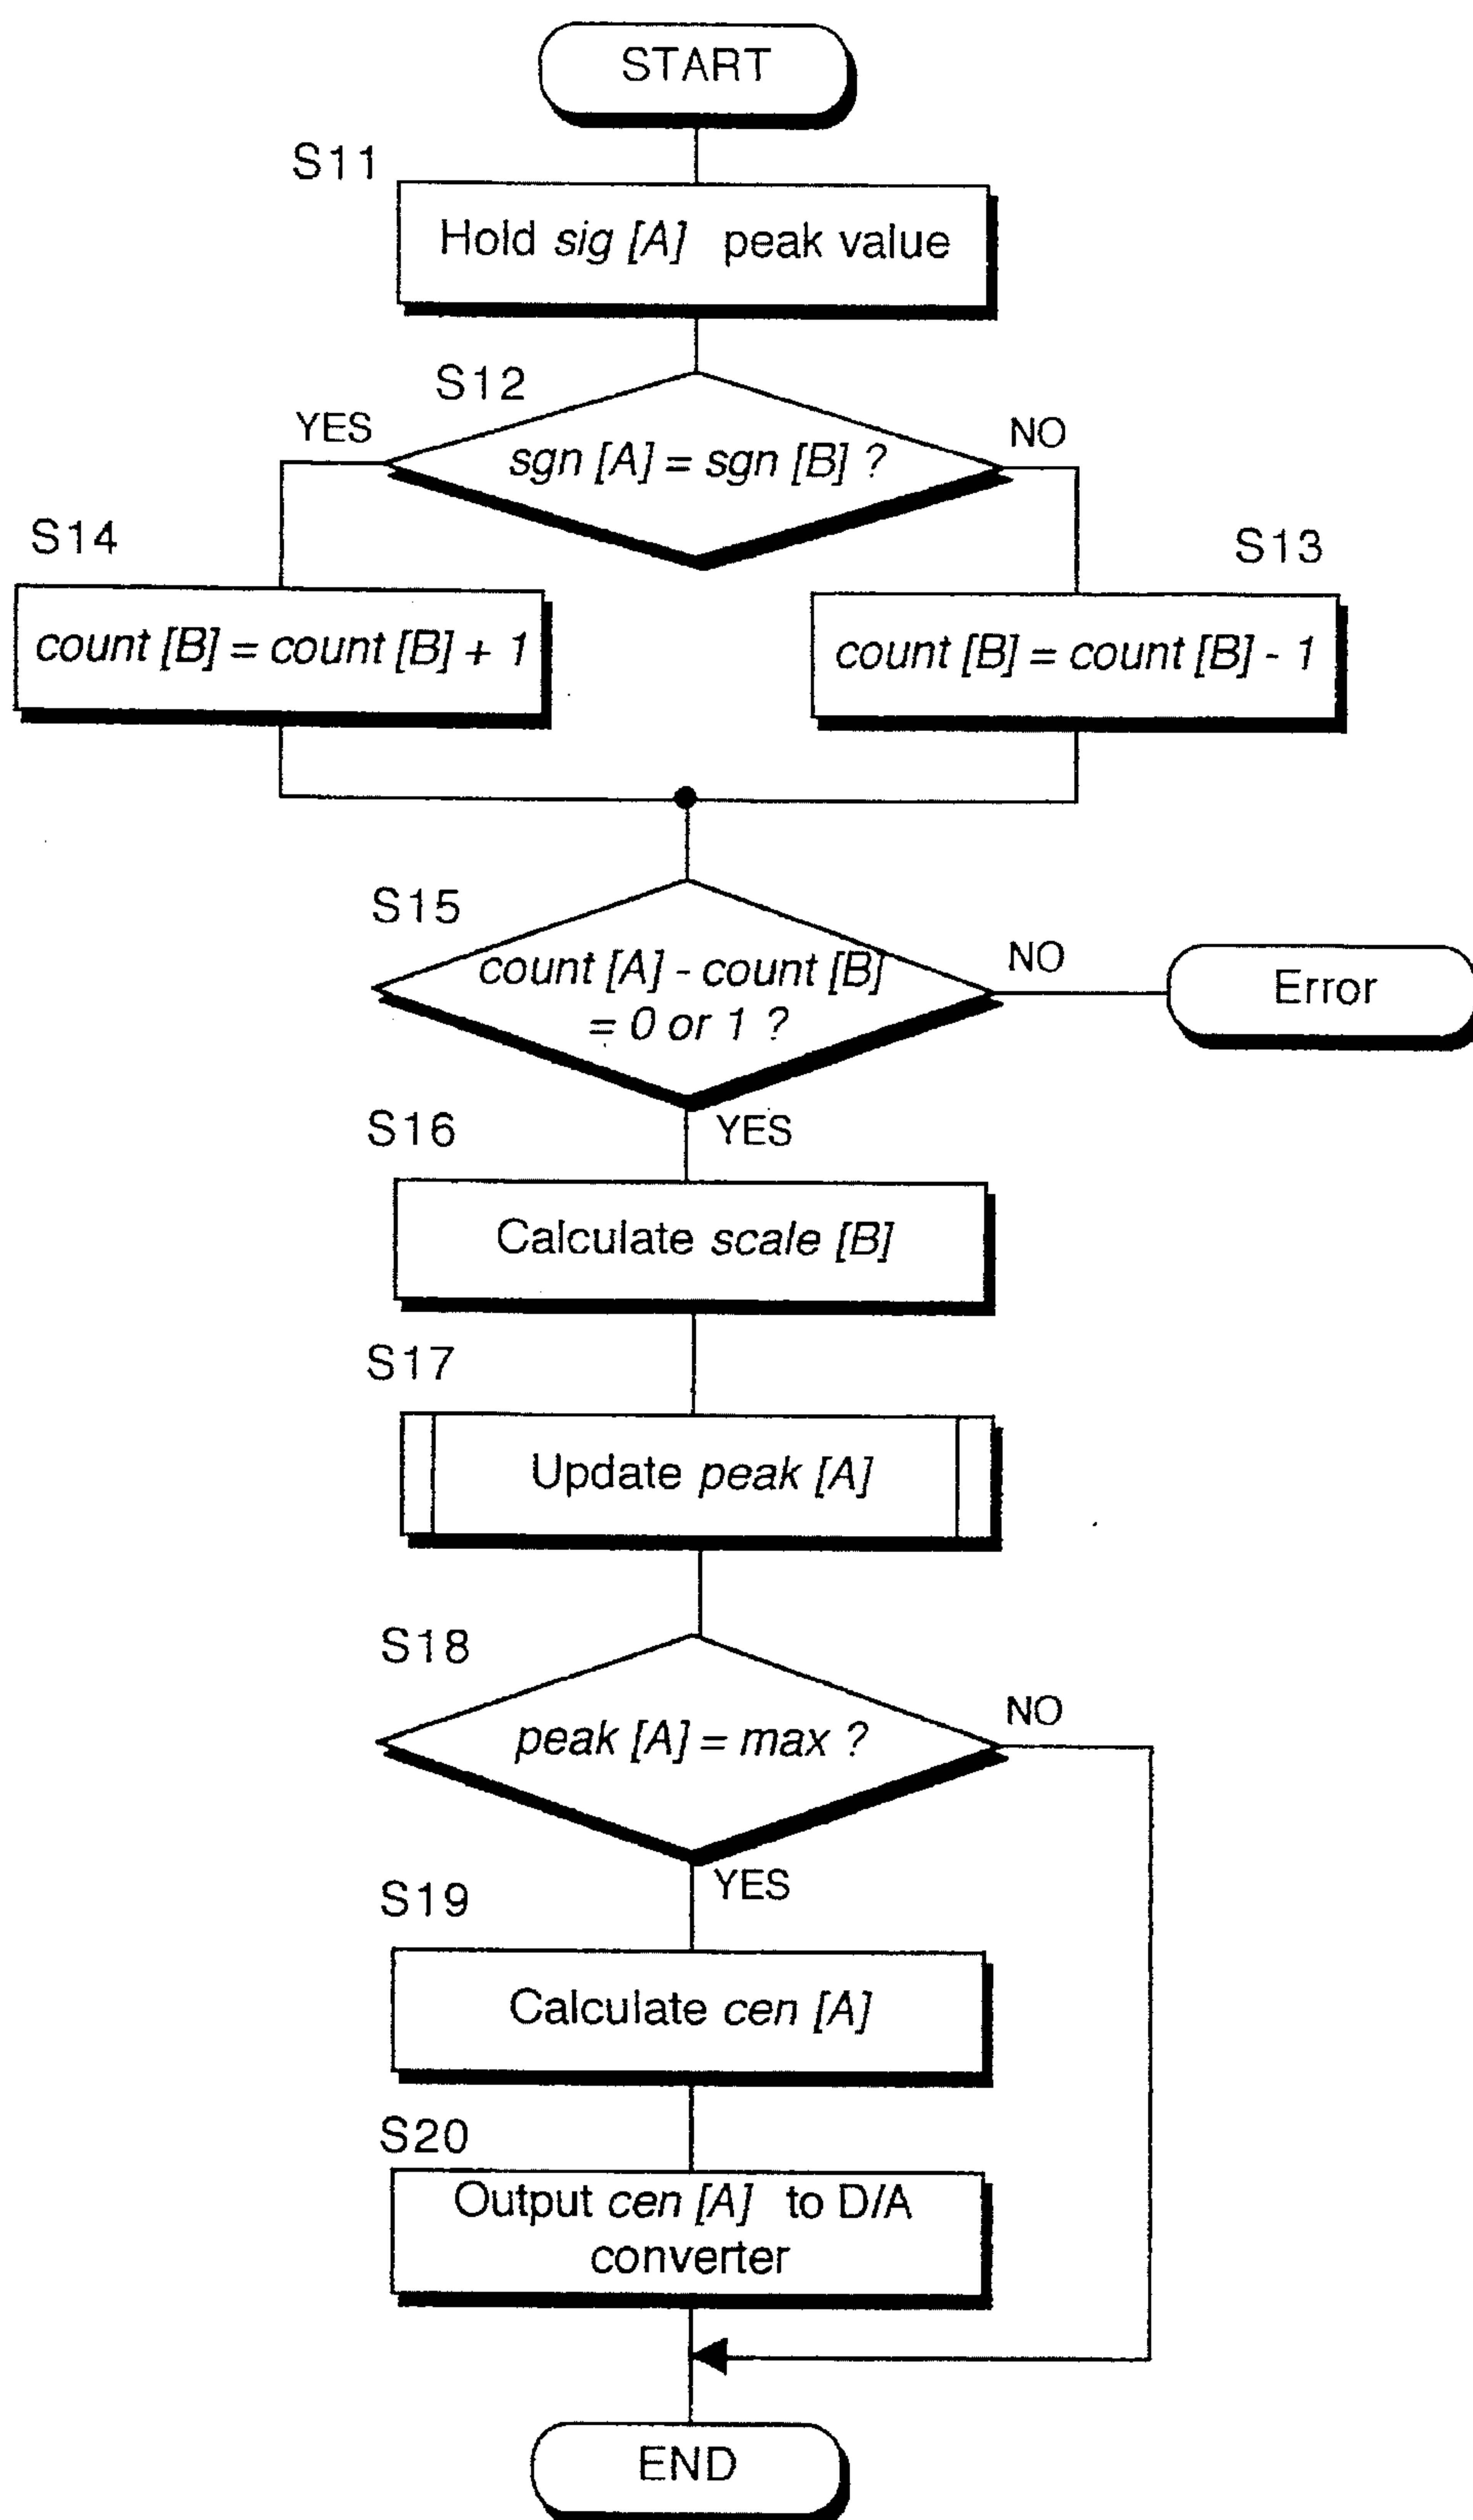 START
S11
Hold sig [A] peak value
S12
YES
NO
sgn [A] = sgn [B] ?
S14
S13
count [B] = count [B] + 1
count [B] = count [B] - 1
S15
count [A] - count [B]
= 0 or 1 ?
NO
Error
YES
S16
Calculate scale [B]
S17
Update peak [A]
S18
NO
peak [A] = max ?
YES
S19
Calculate cen [A]
S20
Output cen [A] to D/A
converter
END